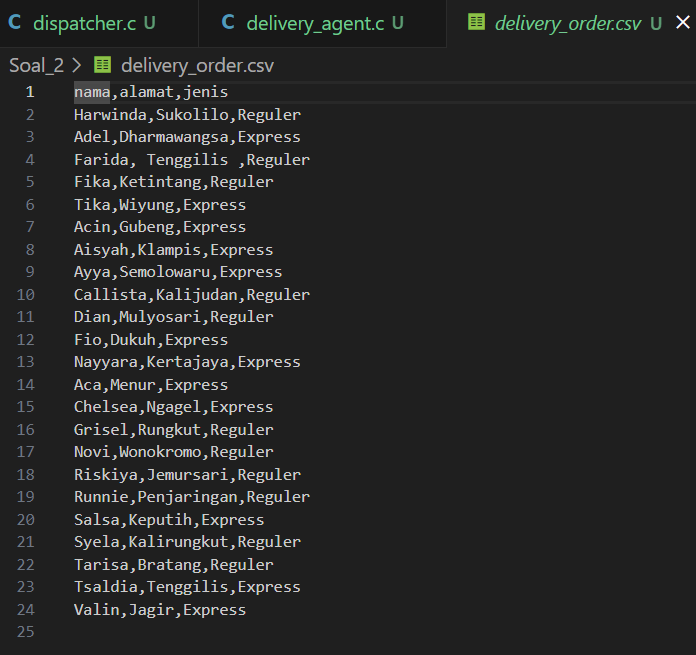 dispatcher.c U delivery_agent.c U delivery_order.csv U
Soal_2 > delivery_order.csv
1 nama,alamat,jenis
2 Harwinda,Sukolilo,Reguler
3 Adel,Dharmawangsa,Express
4 Farida, Tenggilis ,Reguler
5 Fika,Ketintang,Reguler
6 Tika,Wiyung,Express
7 Acin,Gubeng,Express
8 Aisyah,Klampis,Express
9 Ayya,Semolowaru,Express
10 Callista,Kalijudan,Reguler
11 Dian,Mulyosari,Reguler
12 Fio,Dukuh,Express
13 Nayyara,Kertajaya,Express
14 Aca,Menur,Express
15 Chelsea,Ngagel,Express
16 Grisel,Rungkut,Reguler
17 Novi,Wonokromo,Reguler
18 Riskiya,Jemursari,Reguler
19 Runnie,Penjaringan,Reguler
20 Salsa,Keputih,Express
21 Syela,Kalirungkut,Reguler
22 Tarisa,Bratang,Reguler
23 Tsaldia,Tenggilis,Express
24 Valin,Jagir,Express
25